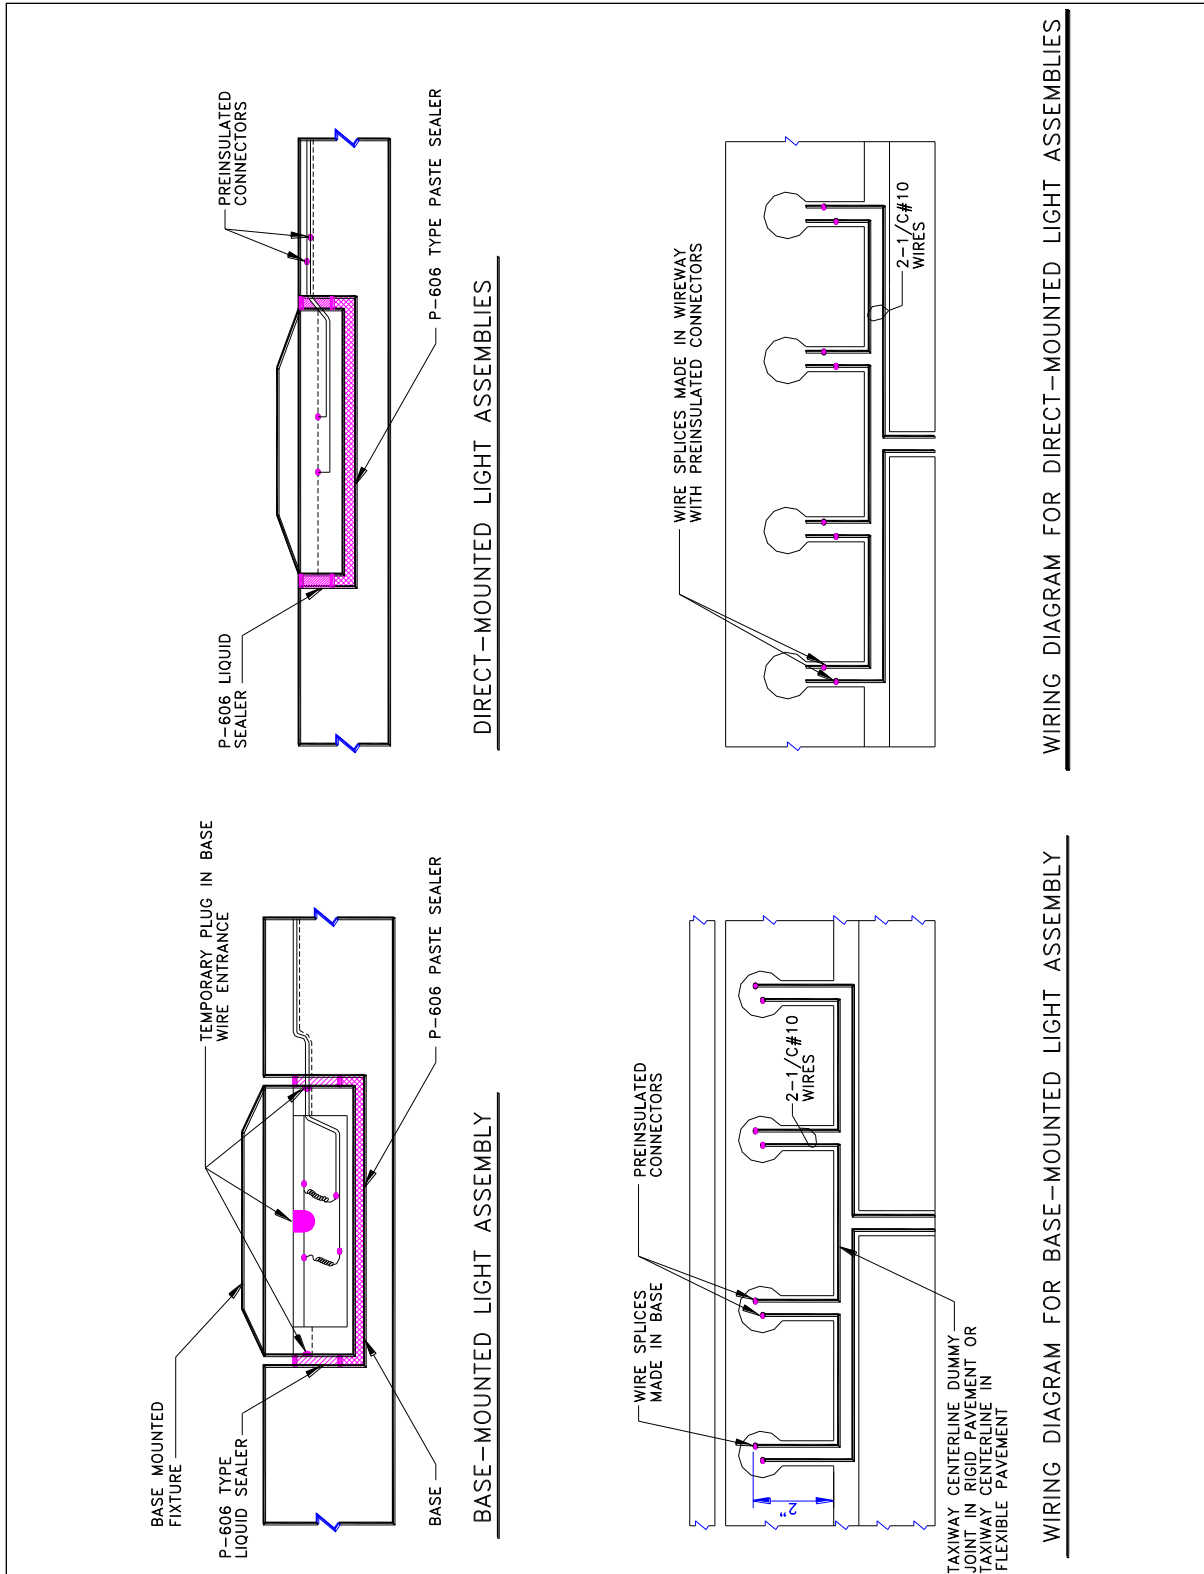 TEMPORARY PLUG IN BASE
WIRE ENTRANCE
BASE MOUNTED
FIXTURE
P-606 TYPE
LIQUID SEALER
BASE
P-606 PASTE SEALER
BASE-MOUNTED LIGHT ASSEMBLY
PREINSULATED
CONNECTORS
P-606 LIQUID
SEALER
P-606 TYPE PASTE SEALER
DIRECT-MOUNTED LIGHT ASSEMBLIES
WIRE SPLICES
MADE IN BASE
PREINSULATED
CONNECTORS
2-1/C#10
WIRES
2"
TAXIWAY CENTERLINE DUMMY
JOINT IN RIGID PAVEMENT OR
TAXIWAY CENTERLINE IN
FLEXIBLE PAVEMENT
WIRING DIAGRAM FOR BASE-MOUNTED LIGHT ASSEMBLY
WIRE SPLICES MADE IN WIREWAY
WITH PREINSULATED CONNECTORS
2-1/C#10
WIRES
WIRING DIAGRAM FOR DIRECT-MOUNTED LIGHT ASSEMBLIES